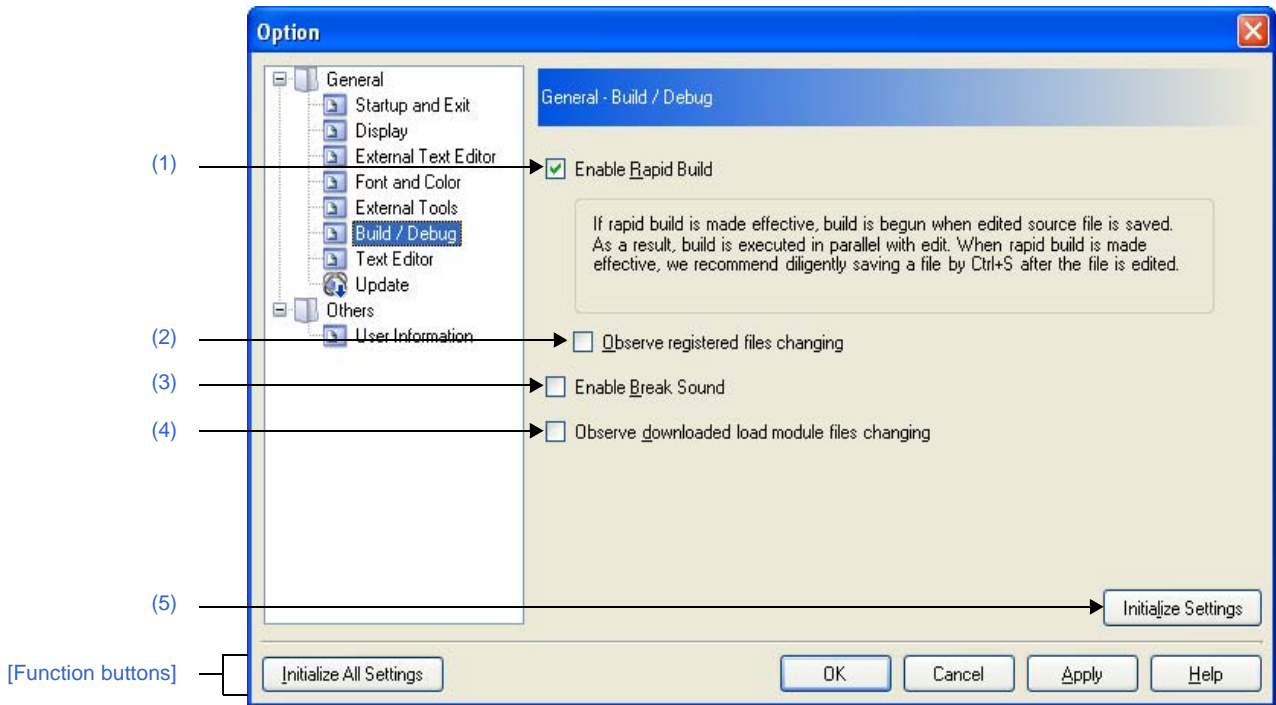 Option
General
Startup and Exit
Display
External Text Editor
Font and Color
External Tools
Build / Debug
Text Editor
Update
Others
User Information
General - Build / Debug
(1)
Enable Rapid Build
If rapid build is made effective, build is begun when edited source file is saved.
As a result, build is executed in parallel with edit. When rapid build is made
effective, we recommend diligently saving a file by Ctrl+S after the file is edited.
(2)
Observe registered files changing
(3)
Enable Break Sound
(4)
Observe downloaded load module files changing
(5)
Initialize Settings
[Function buttons]
Initialize All Settings
OK
Cancel
Apply
Help